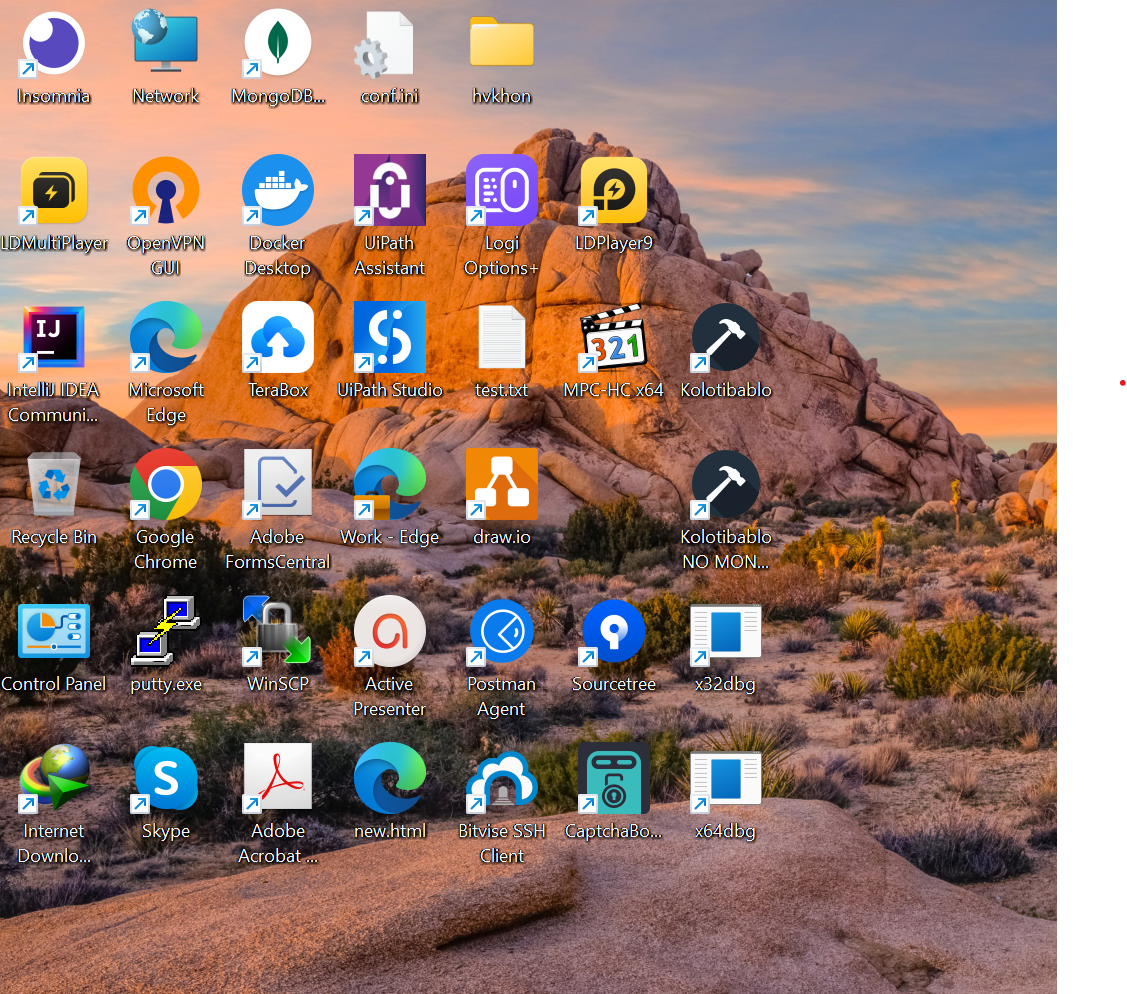 Insomnia
Network
MongoDB...
conf.ini
hvkhon
LDMultiPlayer
OpenVPN
GUI
Docker
Desktop
UiPath
Assistant
Logi
Options+
LDPlayer9
IJ
IntelliJ IDEA
Communi...
Microsoft
Edge
TeraBox
UiPath Studio
test.txt
321
MPC-HC x64
Kolotibablo
Recycle Bin
Google
Chrome
Adobe
FormsCentral
Work - Edge
draw.io
Kolotibablo
NO MON...
Control Panel
putty.exe
WinSCP
Active
Presenter
Postman
Agent
Sourcetree
x32dbg
Internet
Downlo...
S
Skype
Adobe
Acrobat ...
new.html
Bitvise SSH
Client
CaptchaBo...
x64dbg